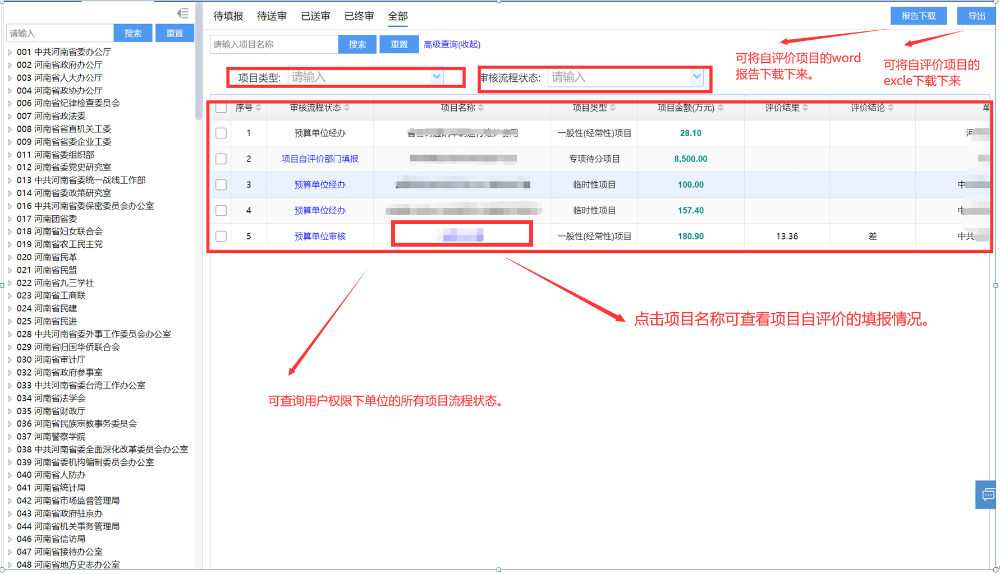 请输入 搜索 重置
001 中共河南省委办公厅
002 河南省政府办公厅
003 河南省人大办公厅
004 河南省政协办公厅
006 河南省纪律检查委员会
007 河南省政法委
008 河南省省直机关工委
009 河南省省委企业工委
011 河南省委组织部
012 河南省委党史研究室
013 中共河南省委统一战线工作部
014 河南省委政策研究室
016 中共河南省委保密委员会办公室
017 河南团省委
018 河南省妇女联合会
019 河南省农工民主党
020 河南省民革
021 河南省民盟
022 河南省九三学社
023 河南省工商联
024 河南省民建
025 河南省民进
028 中共河南省委外事工作委员会办公室
029 河南省归国华侨联合会
030 河南省审计厅
032 河南省政府参事室
033 中共河南省委台湾工作办公室
034 河南省法学会
035 河南省财政厅
036 河南省民族宗教事务委员会
037 河南警察学院
038 中共河南省委全面深化改革委员会办公室
039 河南省委机构编制委员会办公室
040 河南省人防办
041 河南省统计局
042 河南省市场监督管理局
043 河南省政府驻京办
044 河南省机关事务管理局
046 河南省信访局
047 河南省接待办公室
048 河南省地方史志办公室
待填报 待送审 已送审 已终审 全部 报告下载 导出
请输入项目名称 搜索 重置 高级查询(收起)
可将自评价项目的word
报告下载下来。
可将自评价项目的
excle下载下来
项目类型: 请输入 审核流程状态: 请输入
序号 审核流程状态 项目名称 项目类型 项目金额(万元) 评价结果 评价结论 单
1 预算单位经办 一般性(经常性)项目 28.10 河
2 项目自评价部门填报 专项待分项目 8,500.00
3 预算单位经办 临时性项目 100.00 中
4 预算单位经办 临时性项目 157.40 中
5 预算单位审核 一般性(经常性)项目 180.90 13.36 差 中共
点击项目名称可查看项目自评价的填报情况。
可查询用户权限下单位的所有项目流程状态。